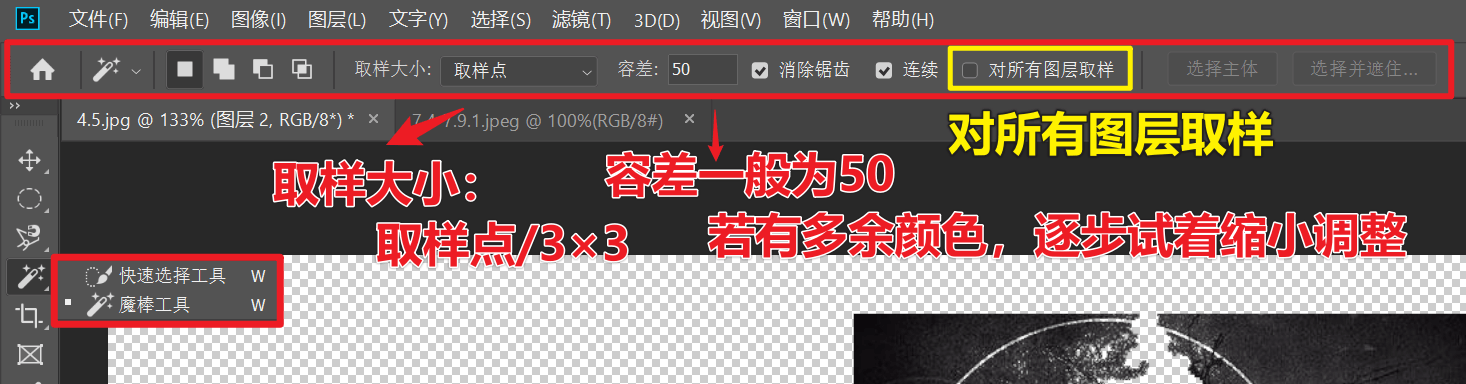 Ps 文件(F) 编辑(E) 图像(I) 图层(L) 文字(Y) 选择(S) 滤镜(T) 3D(D) 视图(V) 窗口(W) 帮助(H)
取样大小: 取样点 容差: 50 消除锯齿 连续 对所有图层取样 选择主体 选择并遮住...
4.5.jpg @ 133% (图层 2, RGB/8*) * × 7.9.1.jpeg @ 100%(RGB/8#) ×
对所有图层取样
取样大小：
容差一般为50
取样点/3×3
若有多余颜色，逐步试着缩小调整
快速选择工具 W
魔棒工具 W